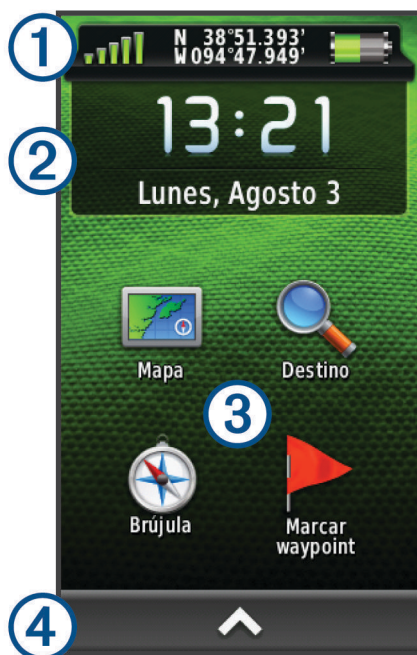 1
N 38°51.393'
W094°47.949'
2
13:21
Lunes, Agosto 3
Mapa
Destino
3
Brújula
Marcar
waypoint
4